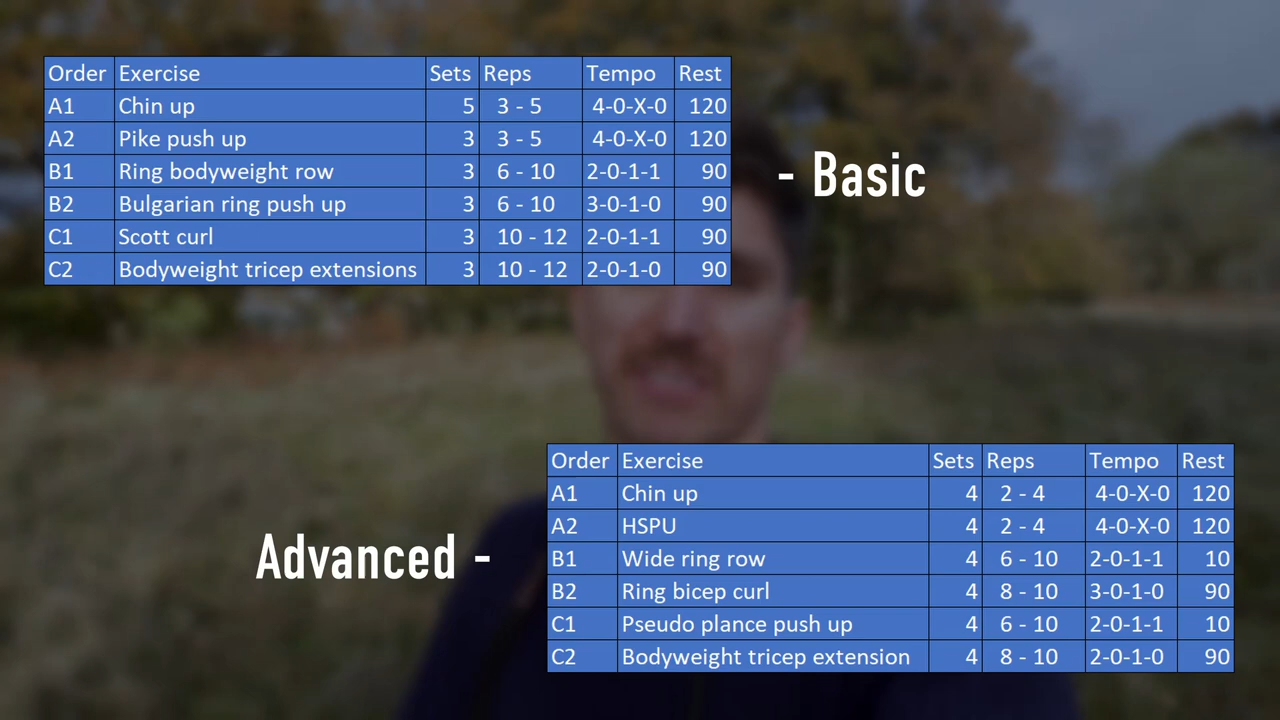 Order Exercise Sets Reps Tempo Rest
A1 Chin up 5 3 - 5 4-0-X-0 120
A2 Pike push up 3 3 - 5 4-0-X-0 120
B1 Ring bodyweight row 3 6 - 10 2-0-1-1 90
B2 Bulgarian ring push up 3 6 - 10 3-0-1-0 90
C1 Scott curl 3 10 - 12 2-0-1-1 90
C2 Bodyweight tricep extensions 3 10 - 12 2-0-1-0 90
- Basic
Order Exercise Sets Reps Tempo Rest
A1 Chin up 4 2 - 4 4-0-X-0 120
A2 HSPU 4 2 - 4 4-0-X-0 120
B1 Wide ring row 4 6 - 10 2-0-1-1 10
B2 Ring bicep curl 4 8 - 10 3-0-1-0 90
C1 Pseudo plance push up 4 6 - 10 2-0-1-1 10
C2 Bodyweight tricep extension 4 8 - 10 2-0-1-0 90
Advanced -